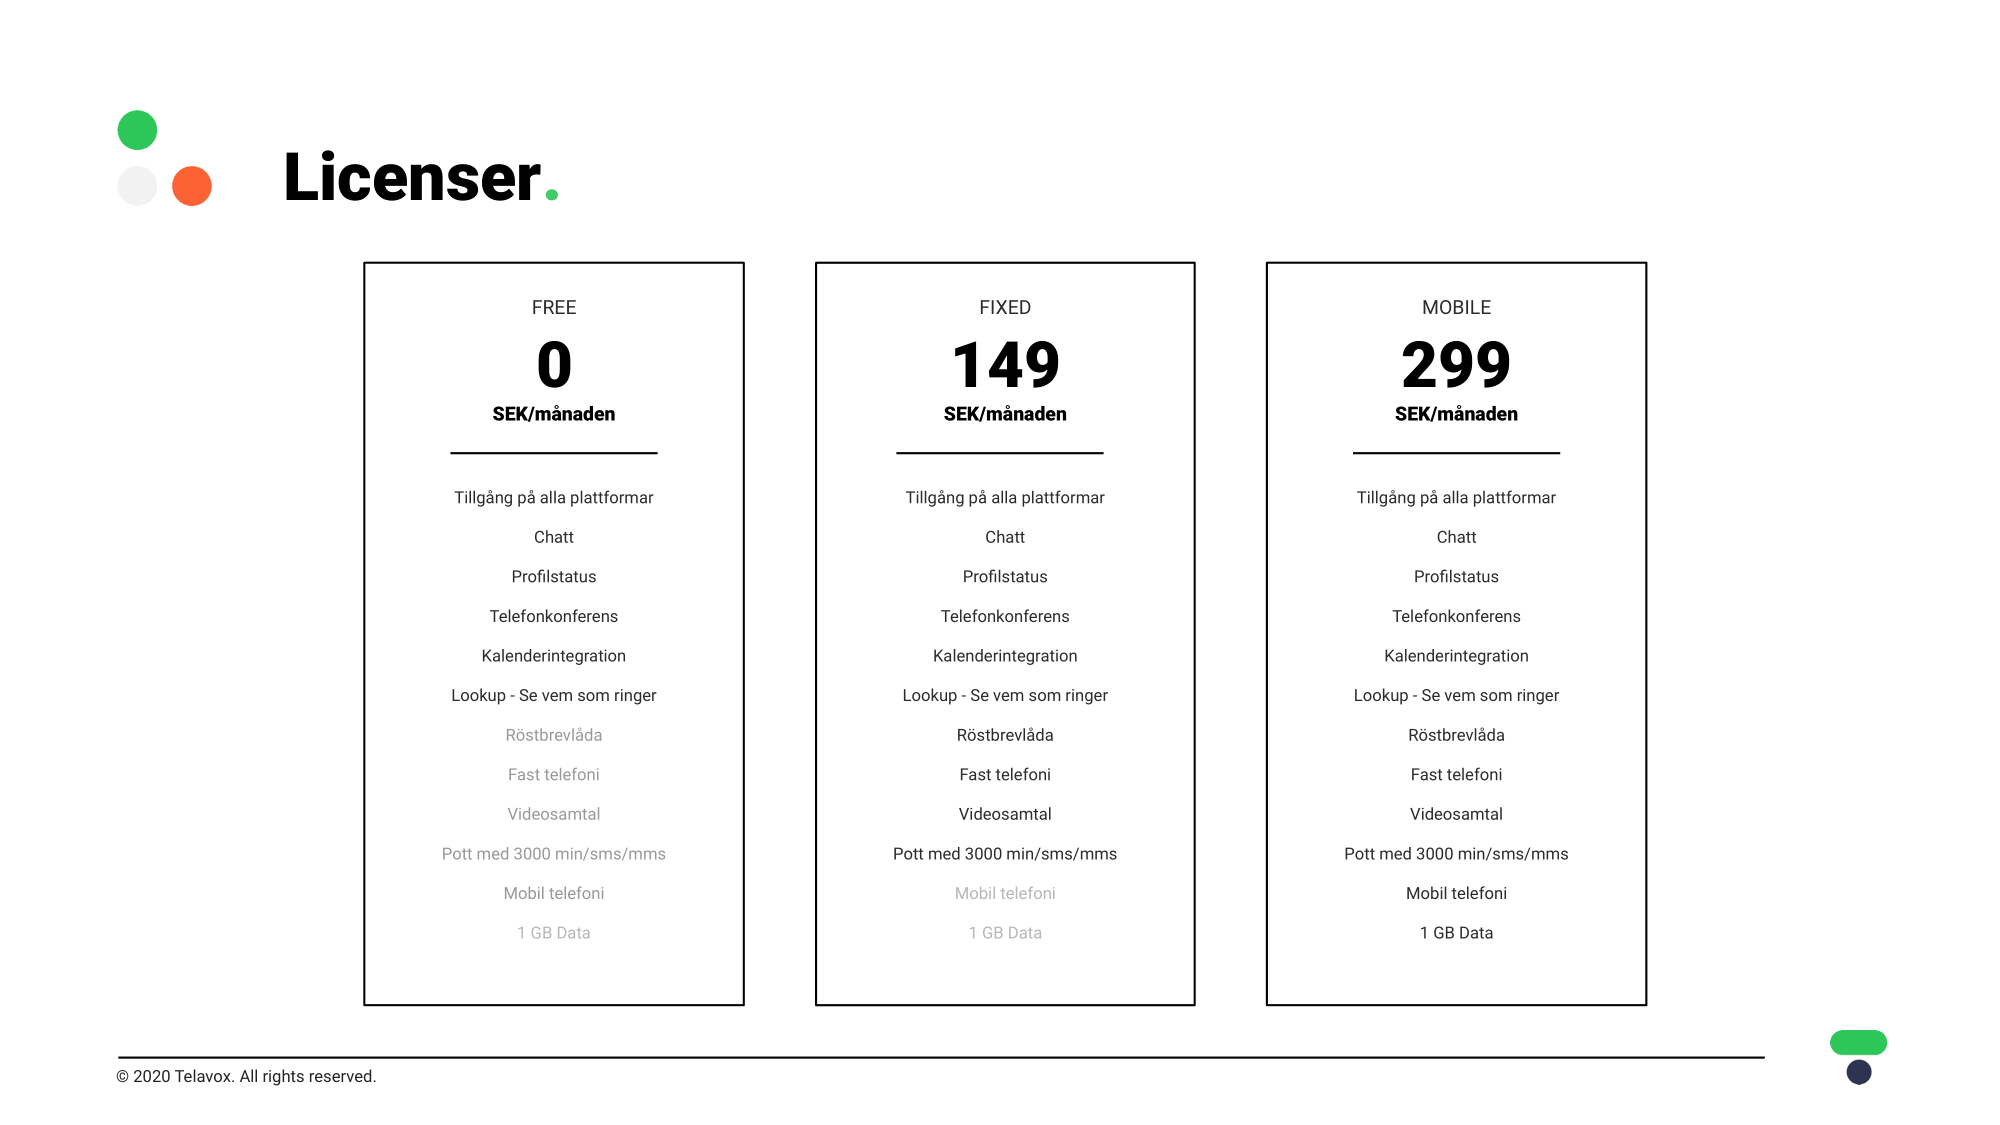 Licenser.
FREE
0
SEK/månaden
Tillgång på alla plattformar
Chatt
Profilstatus
Telefonkonferens
Kalenderintegration
Lookup - Se vem som ringer
Röstbrevlåda
Fast telefoni
Videosamtal
Pott med 3000 min/sms/mms
Mobil telefoni
1 GB Data
FIXED
149
SEK/månaden
Tillgång på alla plattformar
Chatt
Profilstatus
Telefonkonferens
Kalenderintegration
Lookup - Se vem som ringer
Röstbrevlåda
Fast telefoni
Videosamtal
Pott med 3000 min/sms/mms
Mobil telefoni
1 GB Data
MOBILE
299
SEK/månaden
Tillgång på alla plattformar
Chatt
Profilstatus
Telefonkonferens
Kalenderintegration
Lookup - Se vem som ringer
Röstbrevlåda
Fast telefoni
Videosamtal
Pott med 3000 min/sms/mms
Mobil telefoni
1 GB Data
© 2020 Telavox. All rights reserved.